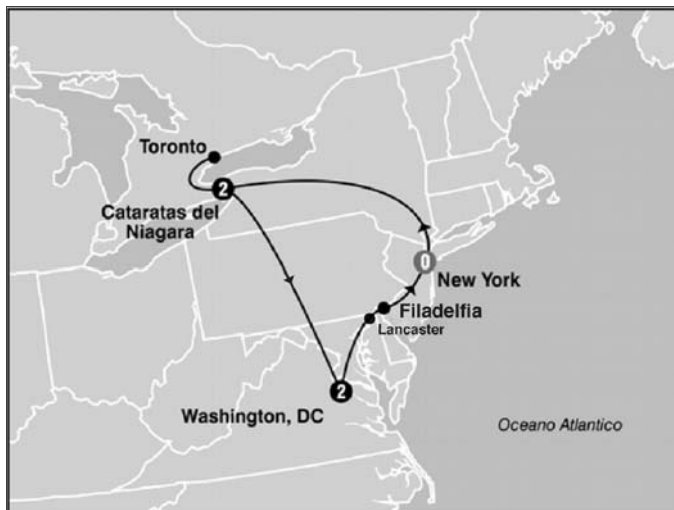 Toronto
2
Cataratas del
Niagara
0
New York
Filadelfia
Lancaster
2
Washington, DC
Oceano Atlantico